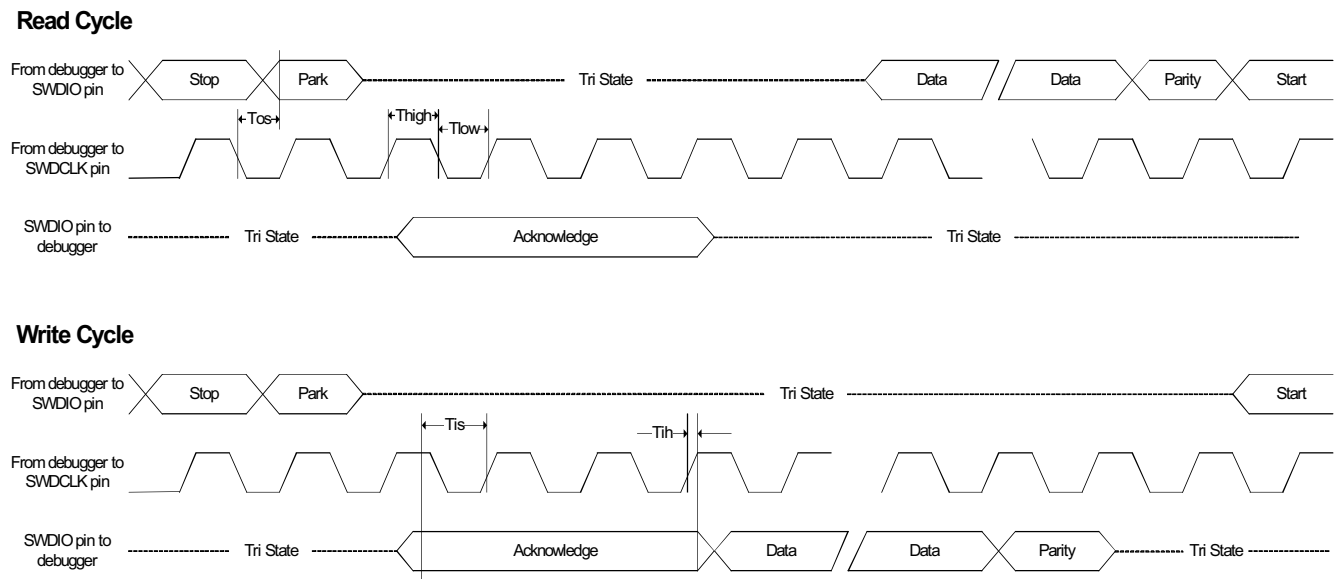 Read Cycle
From debugger to
SWDIO pin
Stop
Park
Tri State
Data
Data
Parity
Start
Tos
Thigh
Tlow
From debugger to
SWDCLK pin
SWDIO pin to
debugger
Tri State
Acknowledge
Tri State
Write Cycle
From debugger to
SWDIO pin
Stop
Park
Tri State
Start
Tis
Tih
From debugger to
SWDCLK pin
SWDIO pin to
debugger
Tri State
Acknowledge
Data
Data
Parity
Tri State